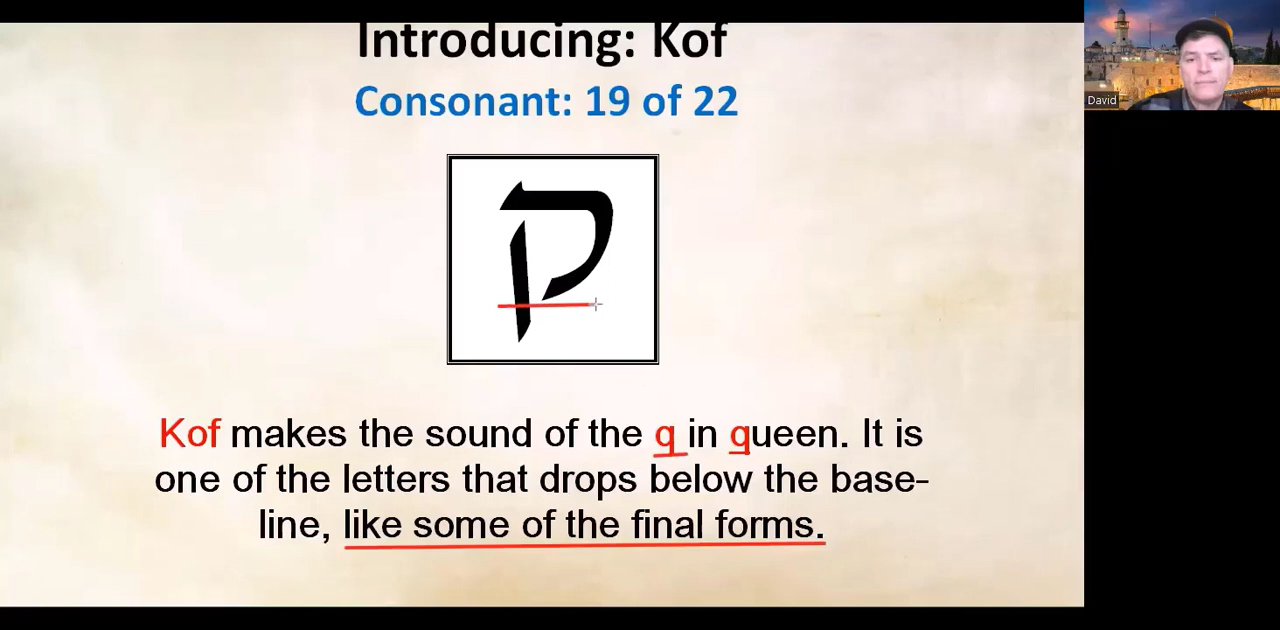 Introducing: Kof
Consonant: 19 of 22
ק
Kof makes the sound of the q in queen. It is
one of the letters that drops below the base-
line, like some of the final forms.
David